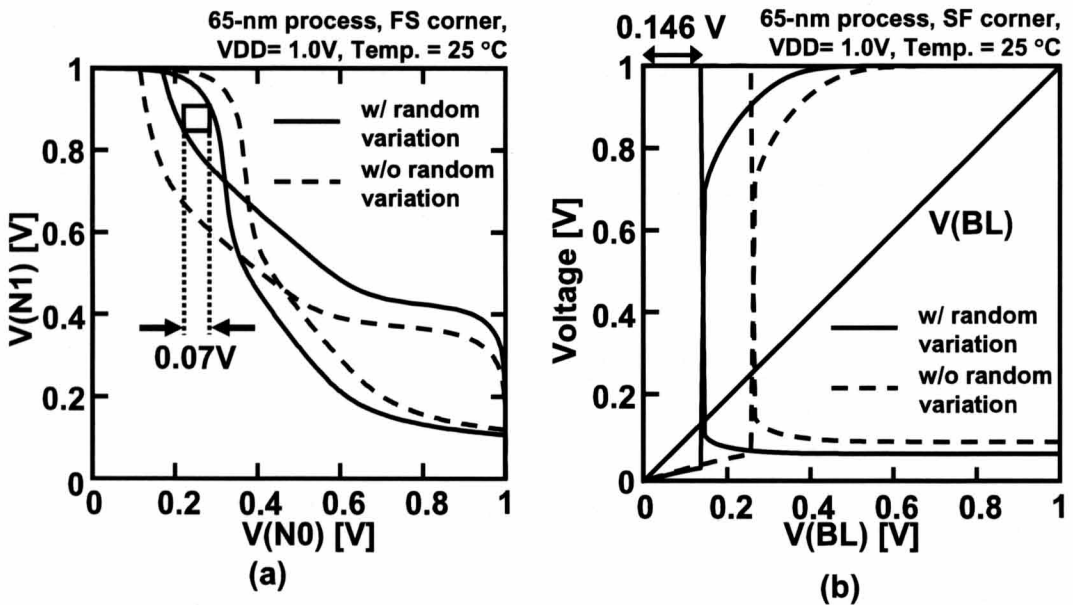 65-nm process, FS corner,
VDD= 1.0V, Temp. = 25 °C
1
0.8
0.6
0.4
0.2
0
0.2
0.4
0.6
0.8
1
V(N1) [V]
V(N0) [V]
w/ random
variation
w/o random
variation
0.07V
(a)
65-nm process, SF corner,
VDD= 1.0V, Temp. = 25 °C
0.146 V
1
0.8
0.6
0.4
0.2
0
0
0.2
0.4
0.6
0.8
1
Voltage [V]
V(BL) [V]
V(BL)
w/ random
variation
w/o random
variation
(b)